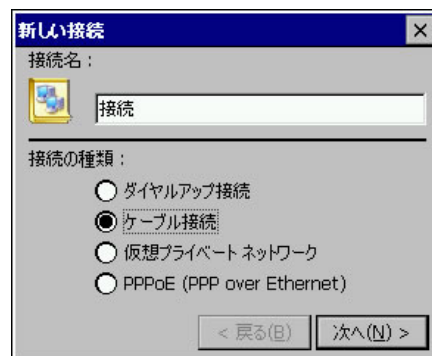 新しい接続
接続名：
接続
接続の種類：
ダイヤルアップ接続
ケーブル接続
仮想プライベート ネットワーク
PPPoE (PPP over Ethernet)
< 戻る(B) 次へ(N) >